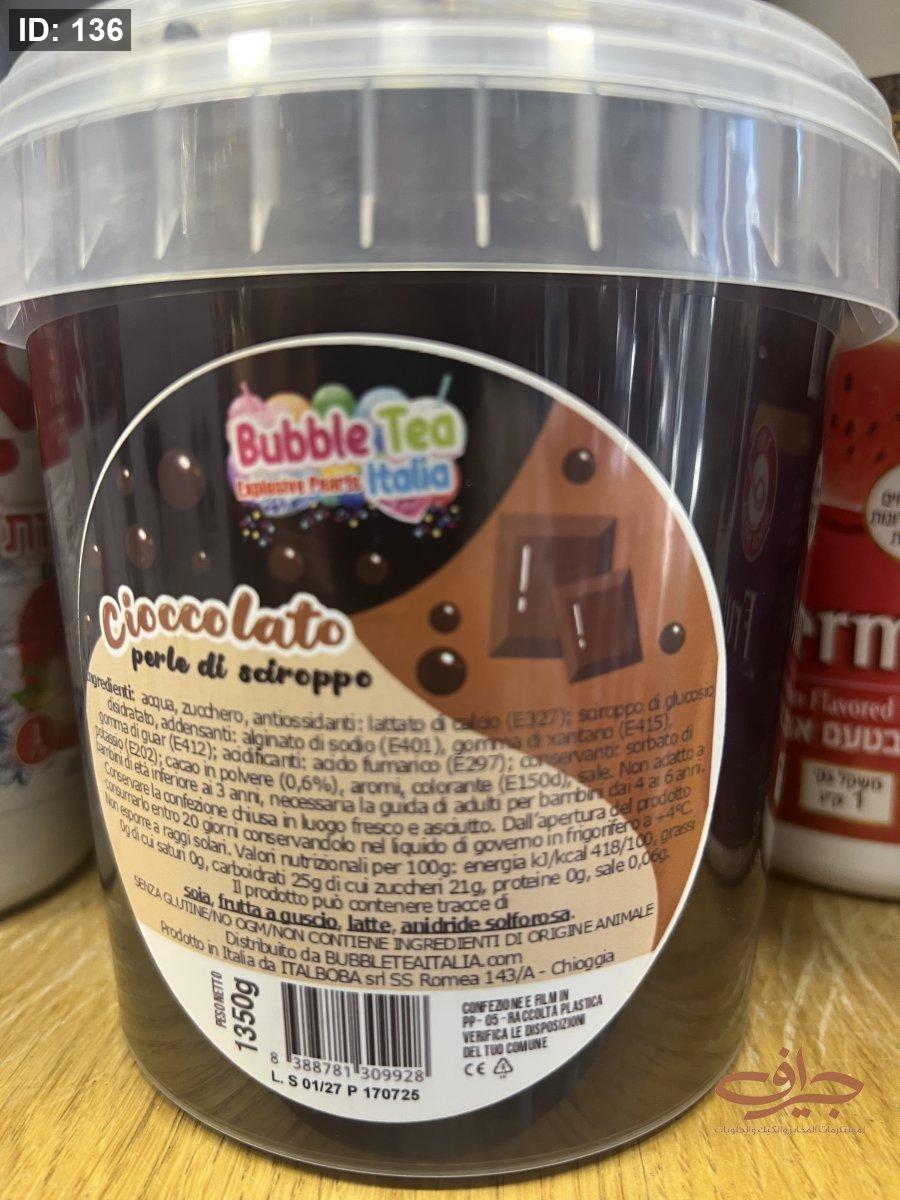 ID: 136
Bubble Tea
Explosive Pearls Italia
Cioccolato
perle di sciroppo
Ingredienti: acqua, zucchero, antiossidanti: lattato di calcio (E327); sciroppo di glucosio
disidratato, addensanti: alginato di sodio (E401), gomma di xantano (E415),
gomma di guar (E412); acidificanti: acido fumarico (E297); conservanti: sorbato di
potassio (E202); cacao in polvere (0,6%), aromi, colorante (E150d), sale. Non adatto a
bambini di età inferiore ai 3 anni, necessaria la guida di adulti per bambini dai 4 ai 6 anni.
Conservare la confezione chiusa in luogo fresco e asciutto. Dall'apertura del prodotto
consumarlo entro 20 giorni conservandolo nel liquido di governo in frigorifero a +4°C.
Non esporre a raggi solari. Valori nutrizionali per 100g: energia kJ/kcal 418/100, grassi
0g di cui saturi 0g, carboidrati 25g di cui zuccheri 21g, proteine 0g, sale 0,06g.
Il prodotto può contenere tracce di
soia, frutta a guscio, latte, anidride solforosa.
SENZA GLUTINE/NO OGM/NON CONTIENE INGREDIENTI DI ORIGINE ANIMALE
Distribuito da BUBBLETEAITALIA.com
Prodotto in Italia da ITALBOBA srl SS Romea 143/A - Chioggia
PESO NETTO
1350g
8 388781 309928
L. S 01/27 P 170725
CONFEZIONE E FILM IN
PP - 05 - RACCOLTA PLASTICA
VERIFICA LE DISPOSIZIONI
DEL TUO COMUNE
CE
erm
Flavored
בטעם
משקל נקי
1 ק"ג
جراف